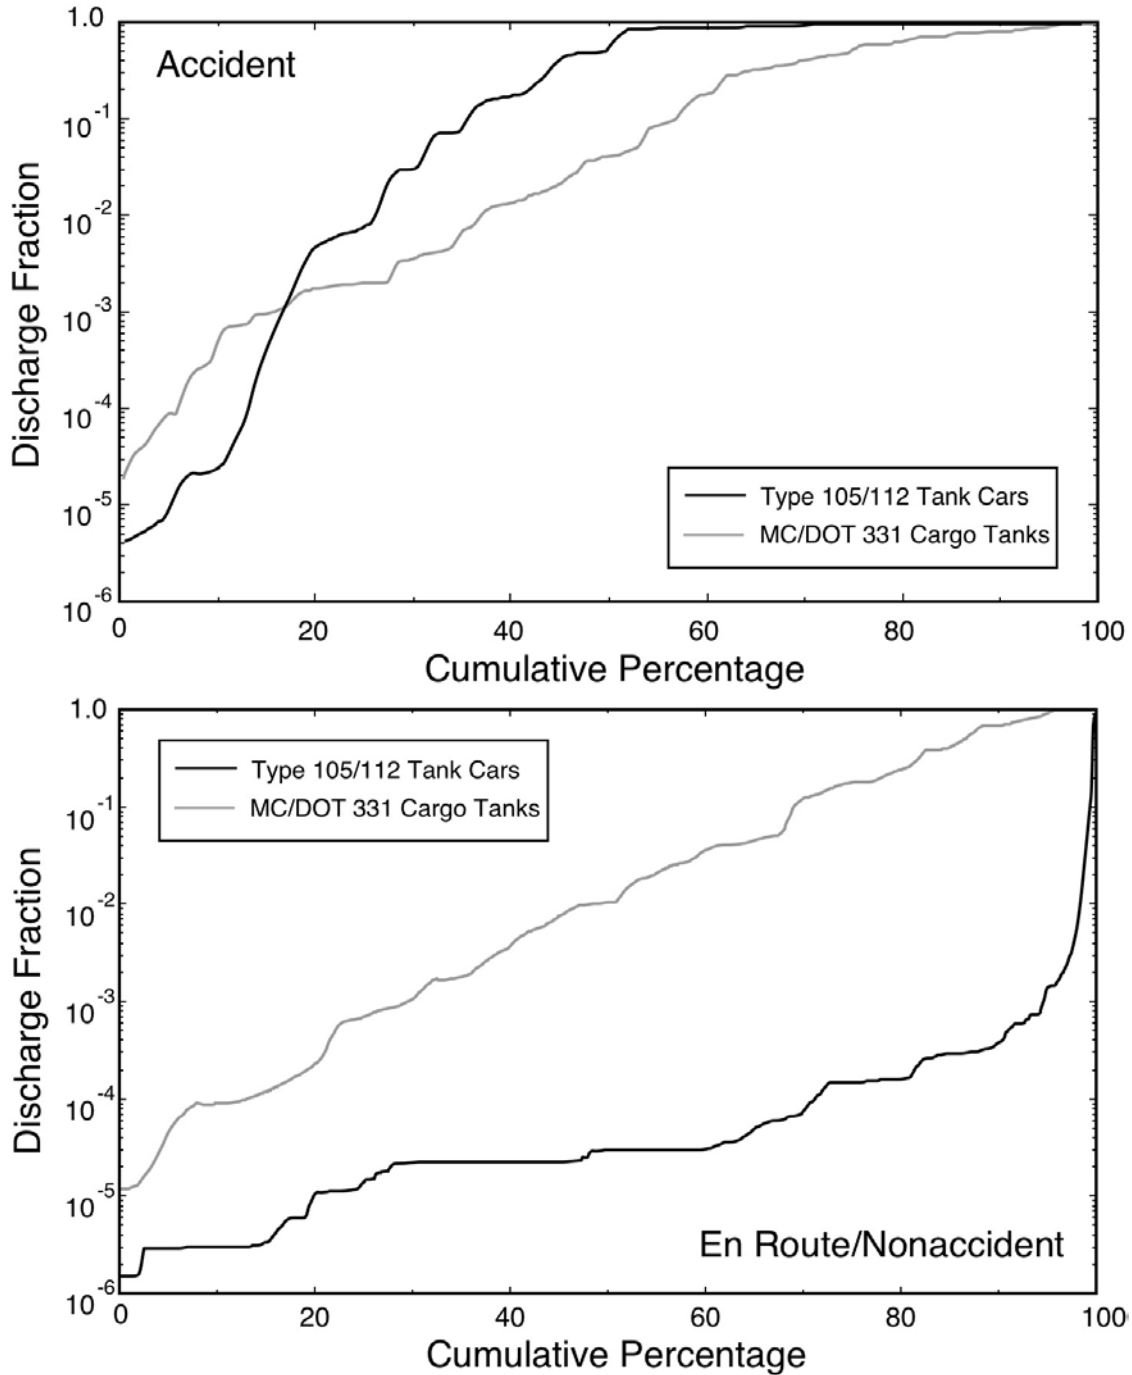 Accident
1.0
10-1
10-2
10-3
10-4
10-5
10-6
Discharge Fraction
Type 105/112 Tank Cars
MC/DOT 331 Cargo Tanks
0 20 40 60 80 100
Cumulative Percentage
1.0
10-1
10-2
10-3
10-4
10-5
10-6
Discharge Fraction
Type 105/112 Tank Cars
MC/DOT 331 Cargo Tanks
En Route/Nonaccident
0 20 40 60 80 100
Cumulative Percentage